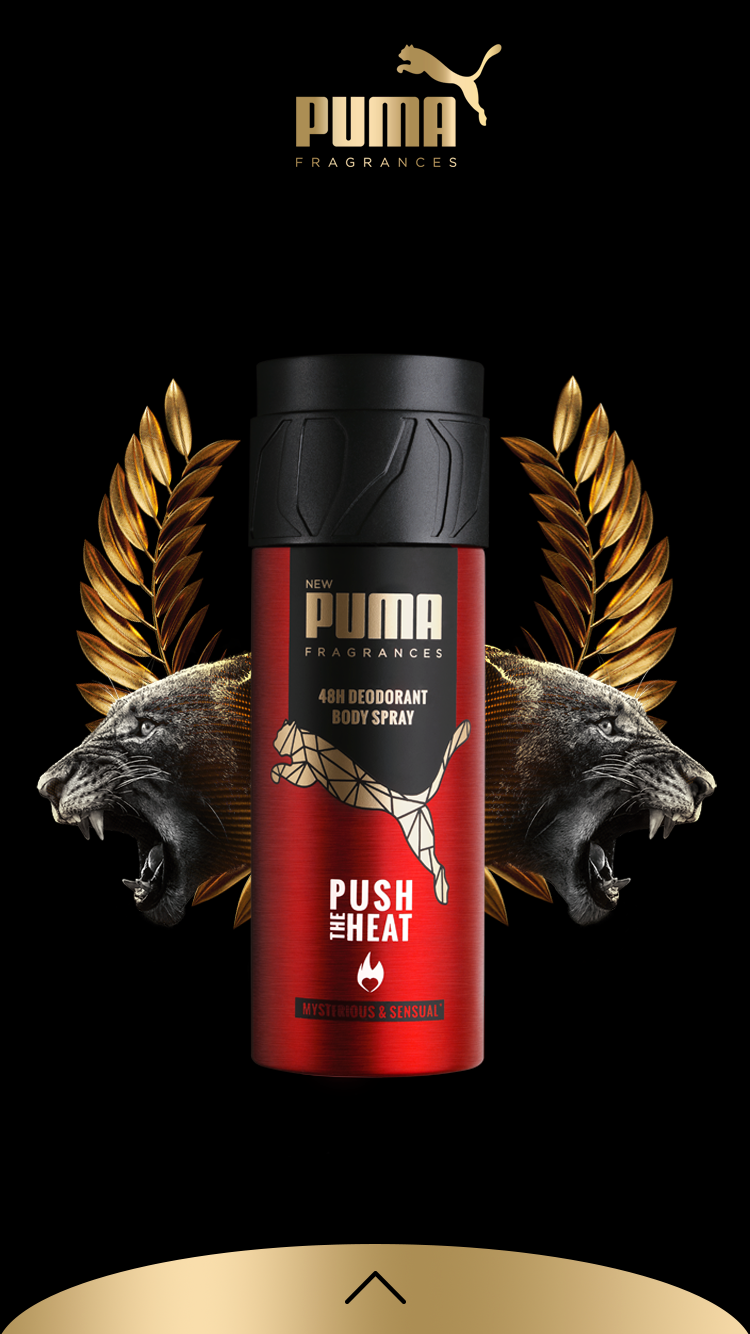 PUMA
FRAGRANCES
NEW
PUMA
FRAGRANCES
48H DEODORANT
BODY SPRAY
PUSH
THE HEAT
MYSTERIOUS & SENSUAL*